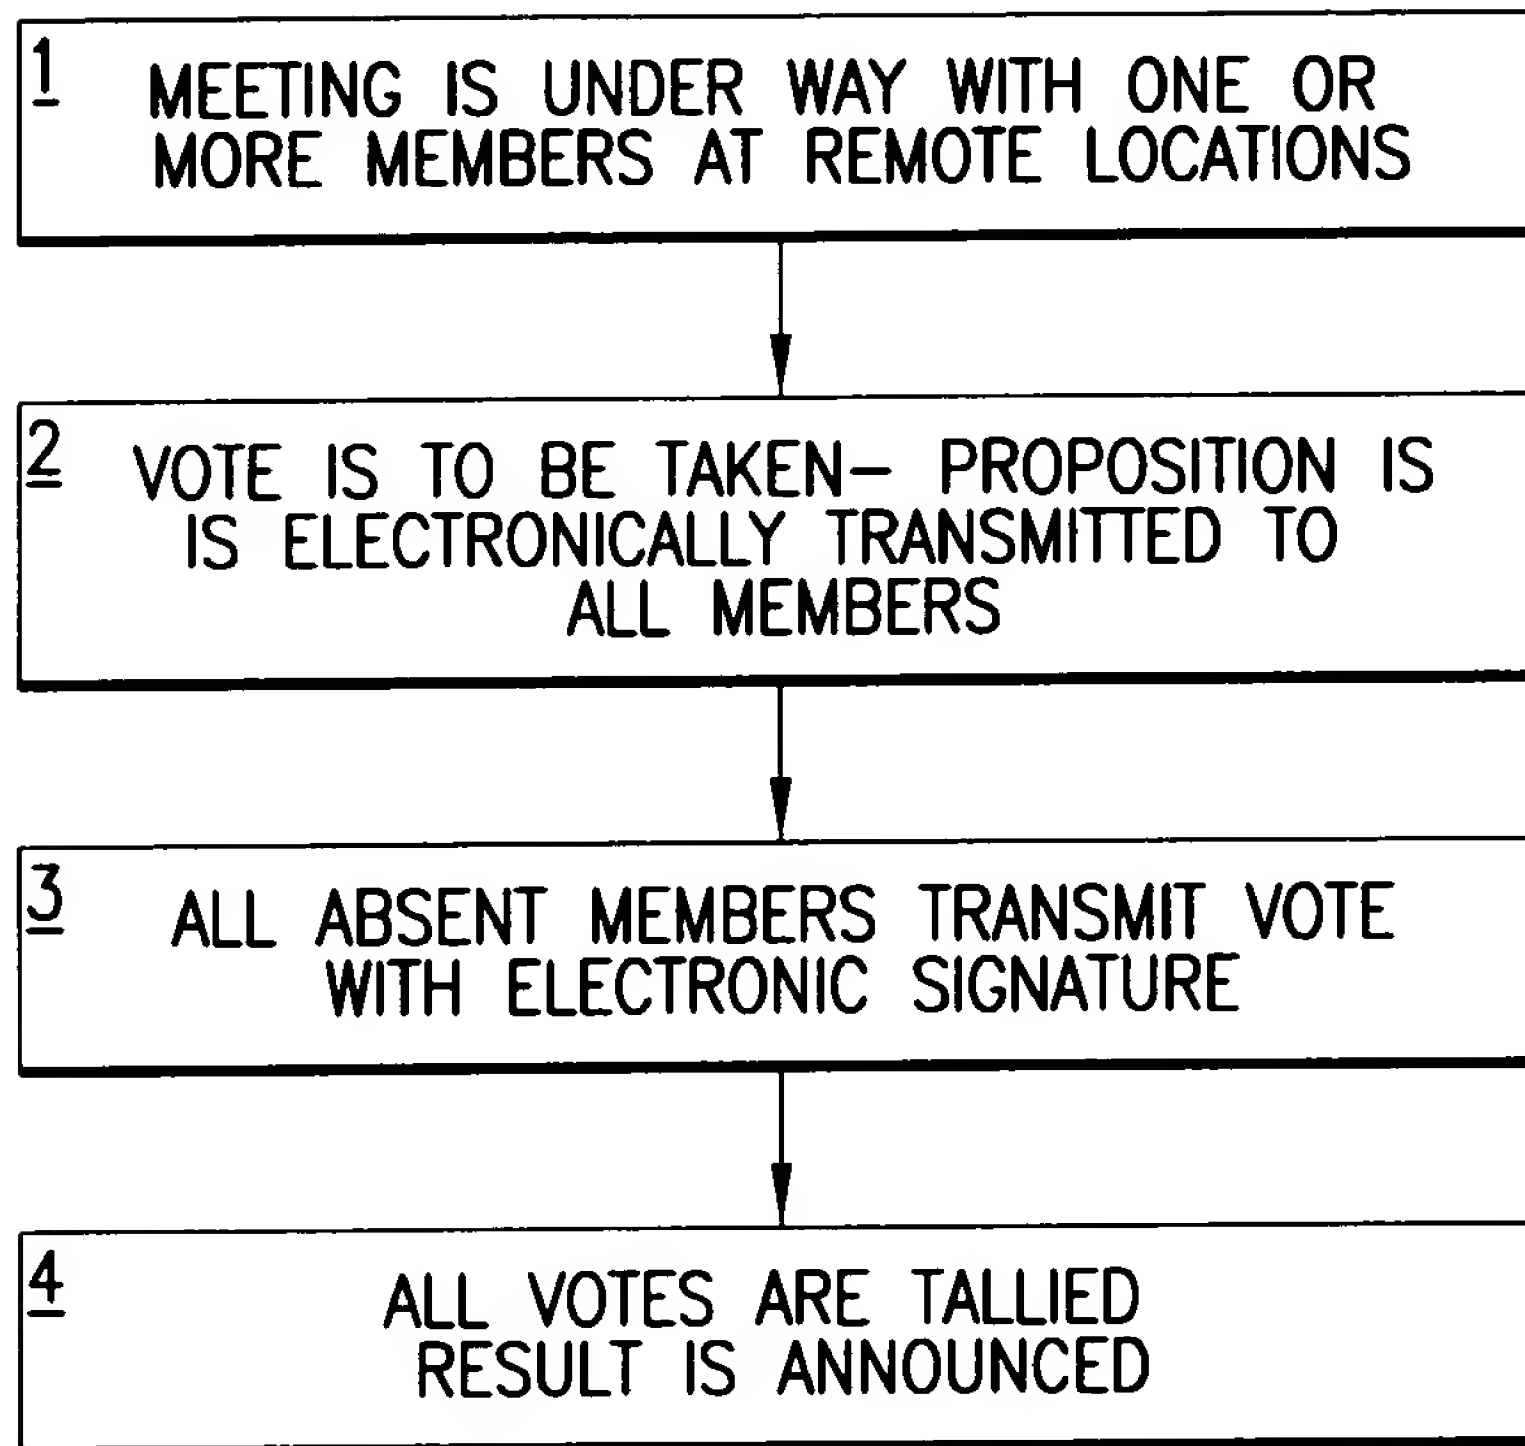 1
MEETING IS UNDER WAY WITH ONE OR
MORE MEMBERS AT REMOTE LOCATIONS
2
VOTE IS TO BE TAKEN– PROPOSITION IS
IS ELECTRONICALLY TRANSMITTED TO
ALL MEMBERS
3
ALL ABSENT MEMBERS TRANSMIT VOTE
WITH ELECTRONIC SIGNATURE
4
ALL VOTES ARE TALLIED
RESULT IS ANNOUNCED